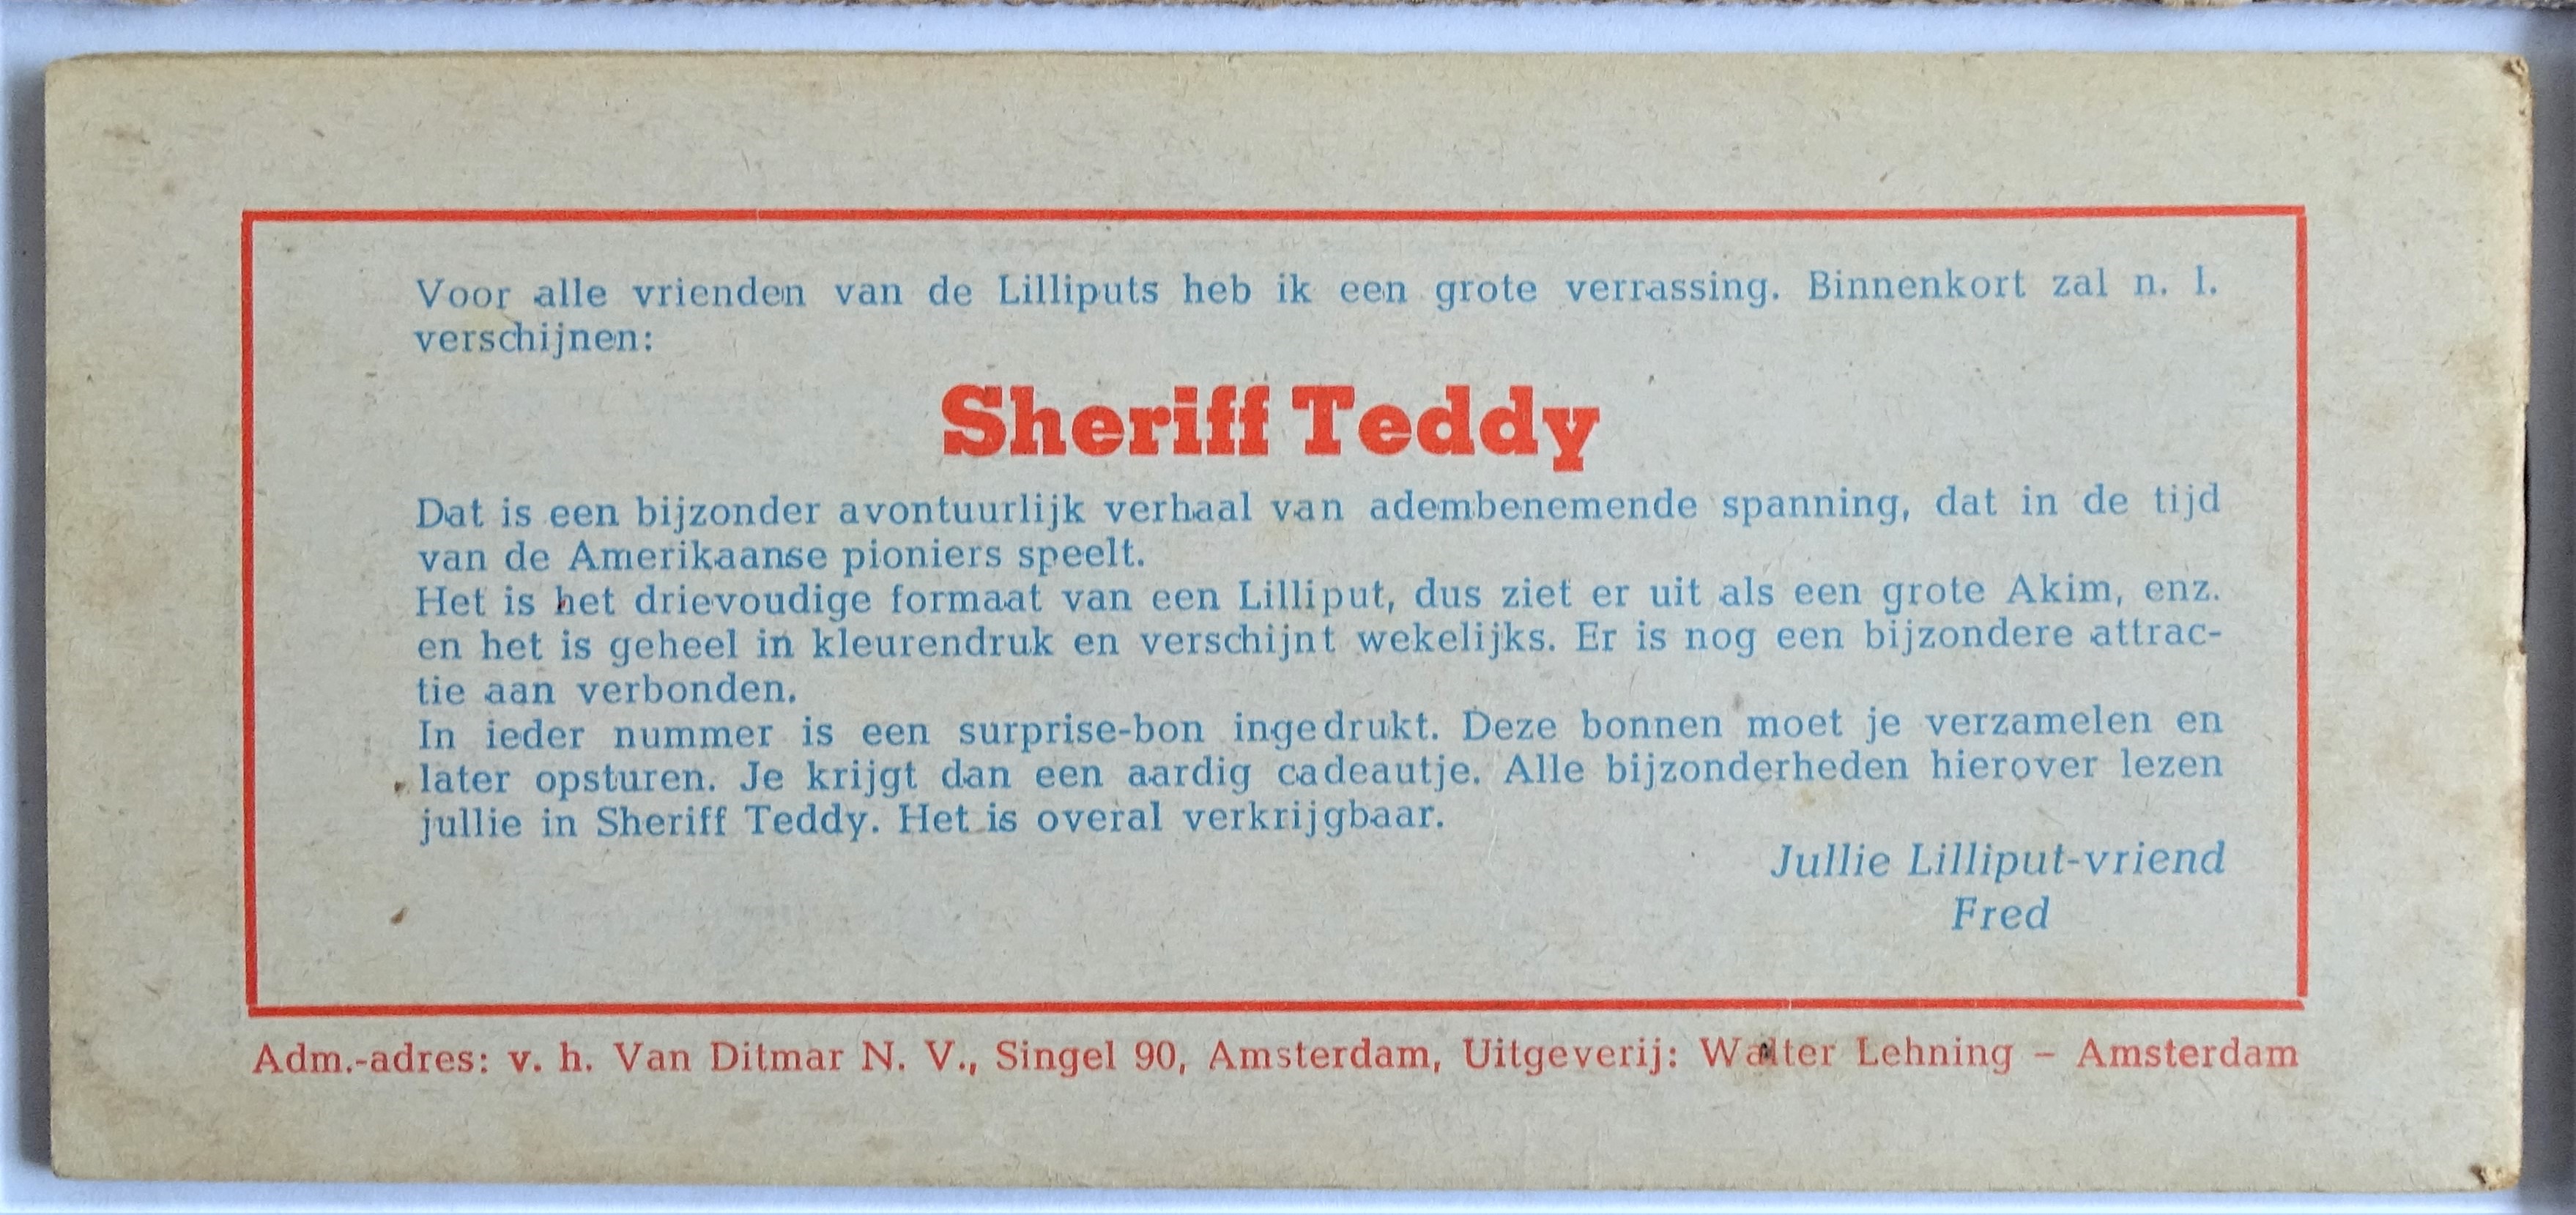 Voor alle vrienden van de Lilliputs heb ik een grote verrassing. Binnenkort zal n. l.
verschijnen:
Sheriff Teddy
Dat is een bijzonder avontuurlijk verhaal van adembenemende spanning, dat in de tijd
van de Amerikaanse pioniers speelt.
Het is het drievoudige formaat van een Lilliput, dus ziet er uit als een grote Akim, enz.
en het is geheel in kleurendruk en verschijnt wekelijks. Er is nog een bijzondere attrac-
tie aan verbonden.
In ieder nummer is een surprise-bon ingedrukt. Deze bonnen moet je verzamelen en
later opsturen. Je krijgt dan een aardig cadeautje. Alle bijzonderheden hierover lezen
jullie in Sheriff Teddy. Het is overal verkrijgbaar.
Jullie Lilliput-vriend
Fred
Adm.-adres: v. h. Van Ditmar N. V., Singel 90, Amsterdam, Uitgeverij: Walter Lehning – Amsterdam